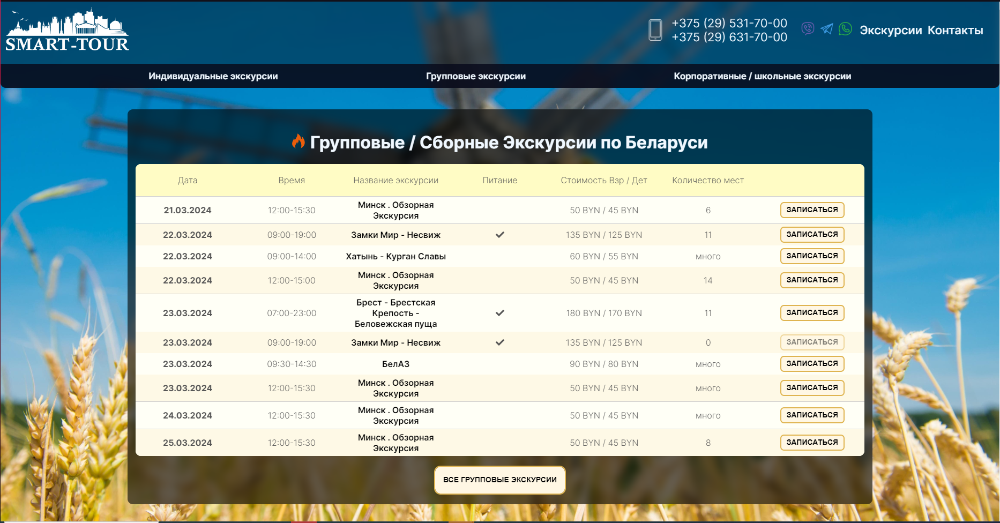 SMART-TOUR
+375 (29) 531-70-00
+375 (29) 631-70-00
Экскурсии Контакты
Индивидуальные экскурсии Групповые экскурсии Корпоративные / школьные экскурсии
Групповые / Сборные Экскурсии по Беларуси
Дата Время Название экскурсии Питание Стоимость Взр / Дет Количество мест
21.03.2024 12:00-15:30 Минск . Обзорная 50 BYN / 45 BYN 6 ЗАПИСАТЬСЯ
Экскурсия
22.03.2024 09:00-19:00 Замки Мир - Несвиж ✔ 135 BYN / 125 BYN 11 ЗАПИСАТЬСЯ
22.03.2024 09:00-14:00 Хатынь - Курган Славы 60 BYN / 55 BYN много ЗАПИСАТЬСЯ
22.03.2024 12:00-15:00 Минск . Обзорная 50 BYN / 45 BYN 14 ЗАПИСАТЬСЯ
Экскурсия
23.03.2024 07:00-23:00 Брест - Брестская ✔ 180 BYN / 170 BYN 11 ЗАПИСАТЬСЯ
Крепость -
Беловежская пуща
23.03.2024 09:00-19:00 Замки Мир - Несвиж ✔ 135 BYN / 125 BYN 0 ЗАПИСАТЬСЯ
23.03.2024 09:30-14:30 БелАЗ 90 BYN / 80 BYN много ЗАПИСАТЬСЯ
23.03.2024 12:00-15:30 Минск . Обзорная 50 BYN / 45 BYN много ЗАПИСАТЬСЯ
Экскурсия
24.03.2024 12:00-15:30 Минск . Обзорная 50 BYN / 45 BYN много ЗАПИСАТЬСЯ
Экскурсия
25.03.2024 12:00-15:30 Минск . Обзорная 50 BYN / 45 BYN 8 ЗАПИСАТЬСЯ
Экскурсия
ВСЕ ГРУППОВЫЕ ЭКСКУРСИИ